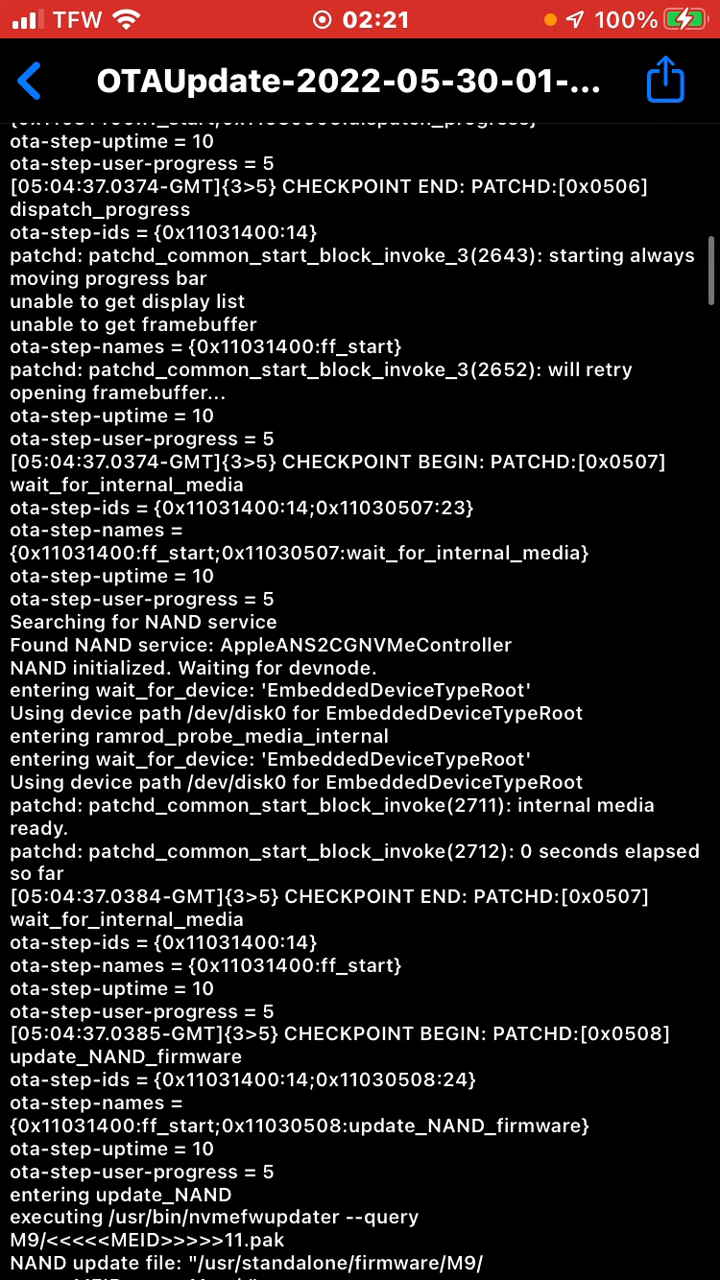 TFW 02:21 100%
OTAUpdate-2022-05-30-01-...
ota-step-uptime = 10
ota-step-user-progress = 5
[05:04:37.0374-GMT]{3>5} CHECKPOINT END: PATCHD:[0x0506]
dispatch_progress
ota-step-ids = {0x11031400:14}
patchd: patchd_common_start_block_invoke_3(2643): starting always
moving progress bar
unable to get display list
unable to get framebuffer
ota-step-names = {0x11031400:ff_start}
patchd: patchd_common_start_block_invoke_3(2652): will retry
opening framebuffer...
ota-step-uptime = 10
ota-step-user-progress = 5
[05:04:37.0374-GMT]{3>5} CHECKPOINT BEGIN: PATCHD:[0x0507]
wait_for_internal_media
ota-step-ids = {0x11031400:14;0x11030507:23}
ota-step-names =
{0x11031400:ff_start;0x11030507:wait_for_internal_media}
ota-step-uptime = 10
ota-step-user-progress = 5
Searching for NAND service
Found NAND service: AppleANS2CGNVMeController
NAND initialized. Waiting for devnode.
entering wait_for_device: 'EmbeddedDeviceTypeRoot'
Using device path /dev/disk0 for EmbeddedDeviceTypeRoot
entering ramrod_probe_media_internal
entering wait_for_device: 'EmbeddedDeviceTypeRoot'
Using device path /dev/disk0 for EmbeddedDeviceTypeRoot
patchd: patchd_common_start_block_invoke(2711): internal media
ready.
patchd: patchd_common_start_block_invoke(2712): 0 seconds elapsed
so far
[05:04:37.0384-GMT]{3>5} CHECKPOINT END: PATCHD:[0x0507]
wait_for_internal_media
ota-step-ids = {0x11031400:14}
ota-step-names = {0x11031400:ff_start}
ota-step-uptime = 10
ota-step-user-progress = 5
[05:04:37.0385-GMT]{3>5} CHECKPOINT BEGIN: PATCHD:[0x0508]
update_NAND_firmware
ota-step-ids = {0x11031400:14;0x11030508:24}
ota-step-names =
{0x11031400:ff_start;0x11030508:update_NAND_firmware}
ota-step-uptime = 10
ota-step-user-progress = 5
entering update_NAND
executing /usr/bin/nvmefwupdater --query
M9/<<<<<MEID>>>>>11.pak
NAND update file: "/usr/standalone/firmware/M9/